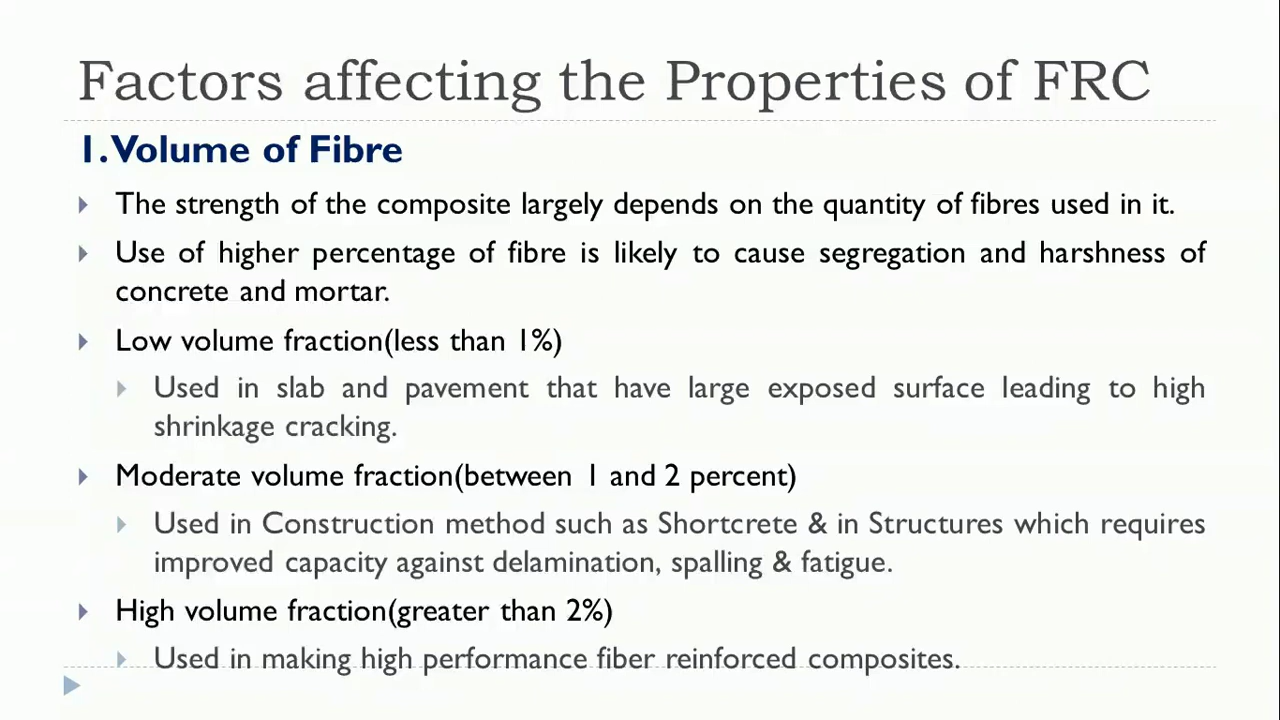 Factors affecting the Properties of FRC
1.Volume of Fibre
The strength of the composite largely depends on the quantity of fibres used in it.
Use of higher percentage of fibre is likely to cause segregation and harshness of
concrete and mortar.
Low volume fraction(less than 1%)
Used in slab and pavement that have large exposed surface leading to high
shrinkage cracking.
Moderate volume fraction(between 1 and 2 percent)
Used in Construction method such as Shortcrete & in Structures which requires
improved capacity against delamination, spalling & fatigue.
High volume fraction(greater than 2%)
Used in making high performance fiber reinforced composites.